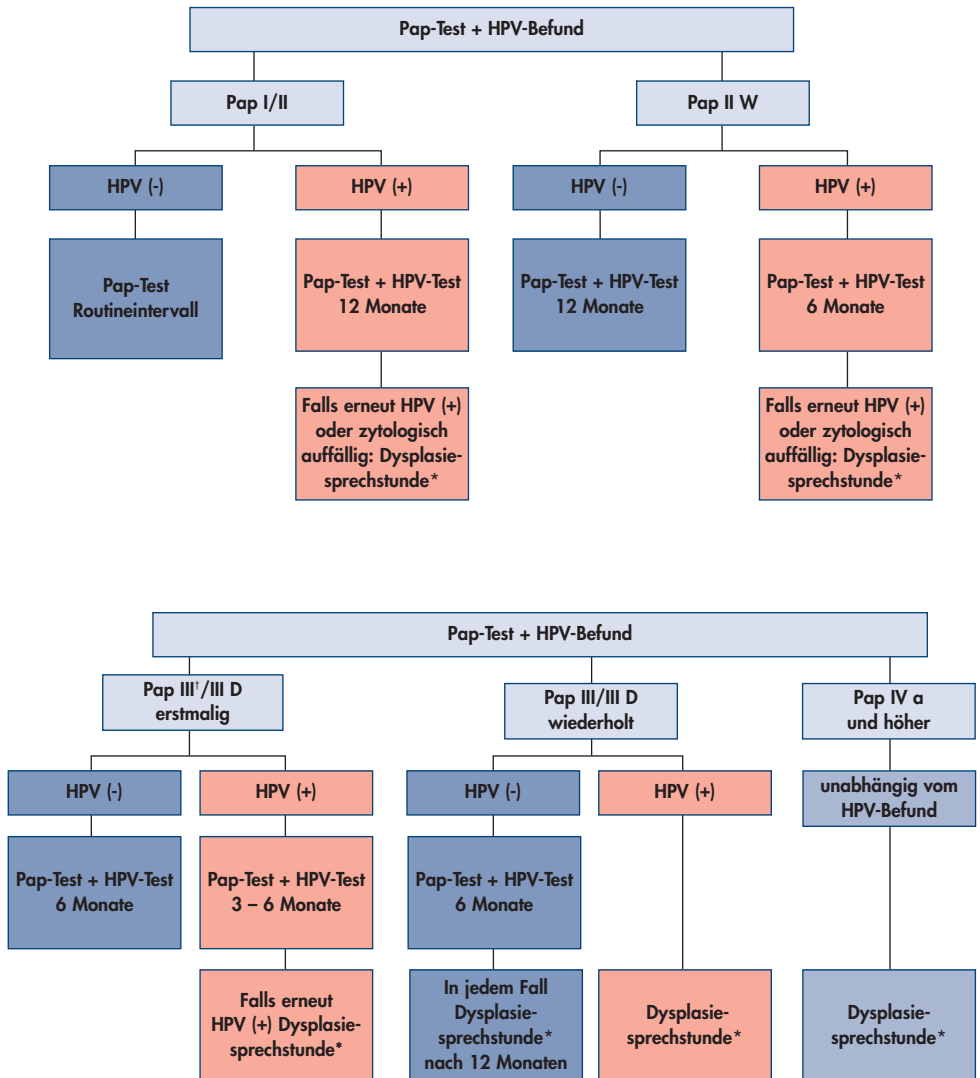 Pap-Test + HPV-Befund
Pap I/II
Pap II W
HPV (-)
HPV (+)
HPV (-)
HPV (+)
Pap-Test
Routineintervall
Pap-Test + HPV-Test
12 Monate
Pap-Test + HPV-Test
12 Monate
Pap-Test + HPV-Test
6 Monate
Falls erneut HPV (+)
oder zytologisch
auffällig: Dysplasie-
sprechstunde*
Falls erneut HPV (+)
oder zytologisch
auffällig: Dysplasie-
sprechstunde*
Pap-Test + HPV-Befund
Pap III†/III D
erstmalig
Pap III/III D
wiederholt
Pap IV a
und höher
HPV (-)
HPV (+)
HPV (-)
HPV (+)
unabhängig vom
HPV-Befund
Pap-Test + HPV-Test
6 Monate
Pap-Test + HPV-Test
3 – 6 Monate
Pap-Test + HPV-Test
6 Monate
Falls erneut
HPV (+) Dysplasie-
sprechstunde*
In jedem Fall
Dysplasie-
sprechstunde*
nach 12 Monaten
Dysplasie-
sprechstunde*
Dysplasie-
sprechstunde*